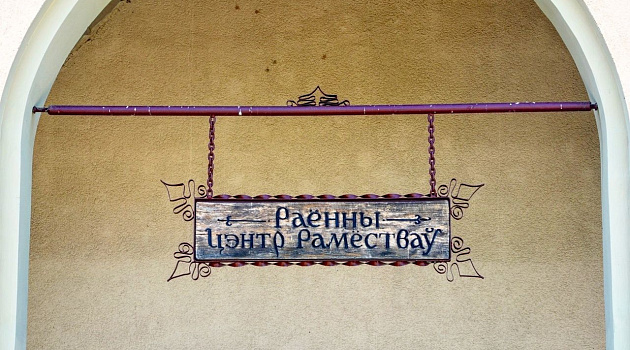 Раённы
цэнтр рамёстваў